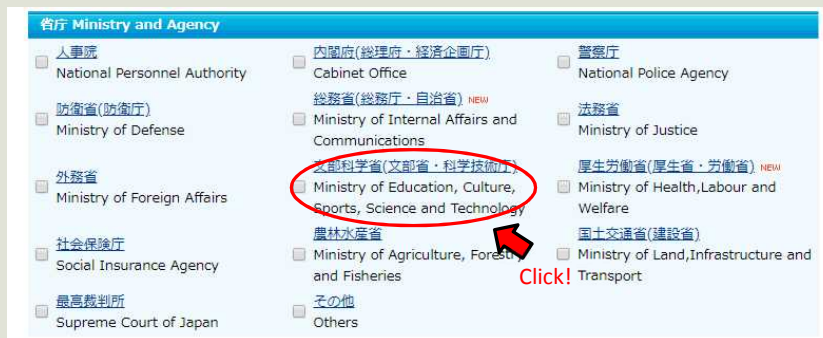 省庁 Ministry and Agency
人事院
National Personnel Authority
内閣府(総理府・経済企画庁)
Cabinet Office
警察庁
National Police Agency
防衛省(防衛庁)
Ministry of Defense
総務省(総務庁・自治省) NEW
Ministry of Internal Affairs and
Communications
法務省
Ministry of Justice
外務省
Ministry of Foreign Affairs
文部科学省(文部省・科学技術庁)
Ministry of Education, Culture,
Sports, Science and Technology
厚生労働省(厚生省・労働省) NEW
Ministry of Health,Labour and
Welfare
社会保険庁
Social Insurance Agency
農林水産省
Ministry of Agriculture, Forestry
and Fisheries
Click!
国土交通省(建設省)
Ministry of Land,Infrastructure and
Transport
最高裁判所
Supreme Court of Japan
その他
Others